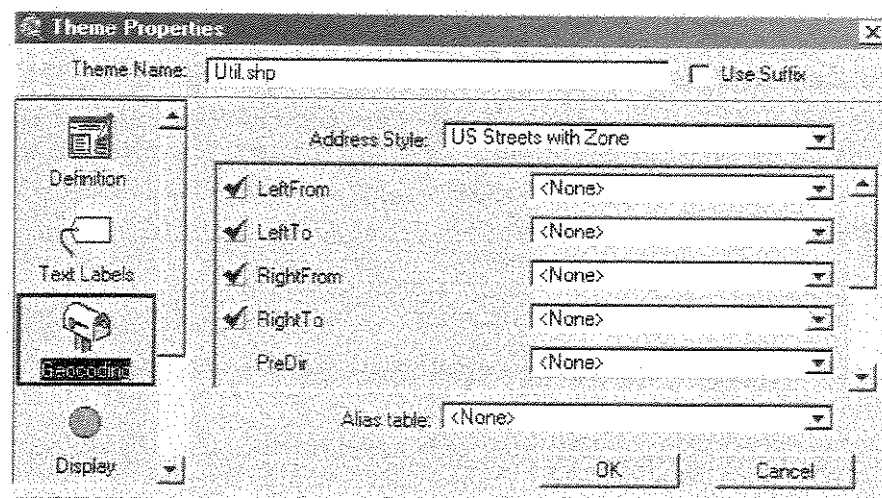 Theme Properties
Theme Name: Util.shp Use Suffix
Address Style: US Streets with Zone
Definition
Text Labels
Geocoding
Display
LeftFrom <None>
LeftTo <None>
RightFrom <None>
RightTo <None>
PreDir <None>
Alias table: <None>
OK Cancel